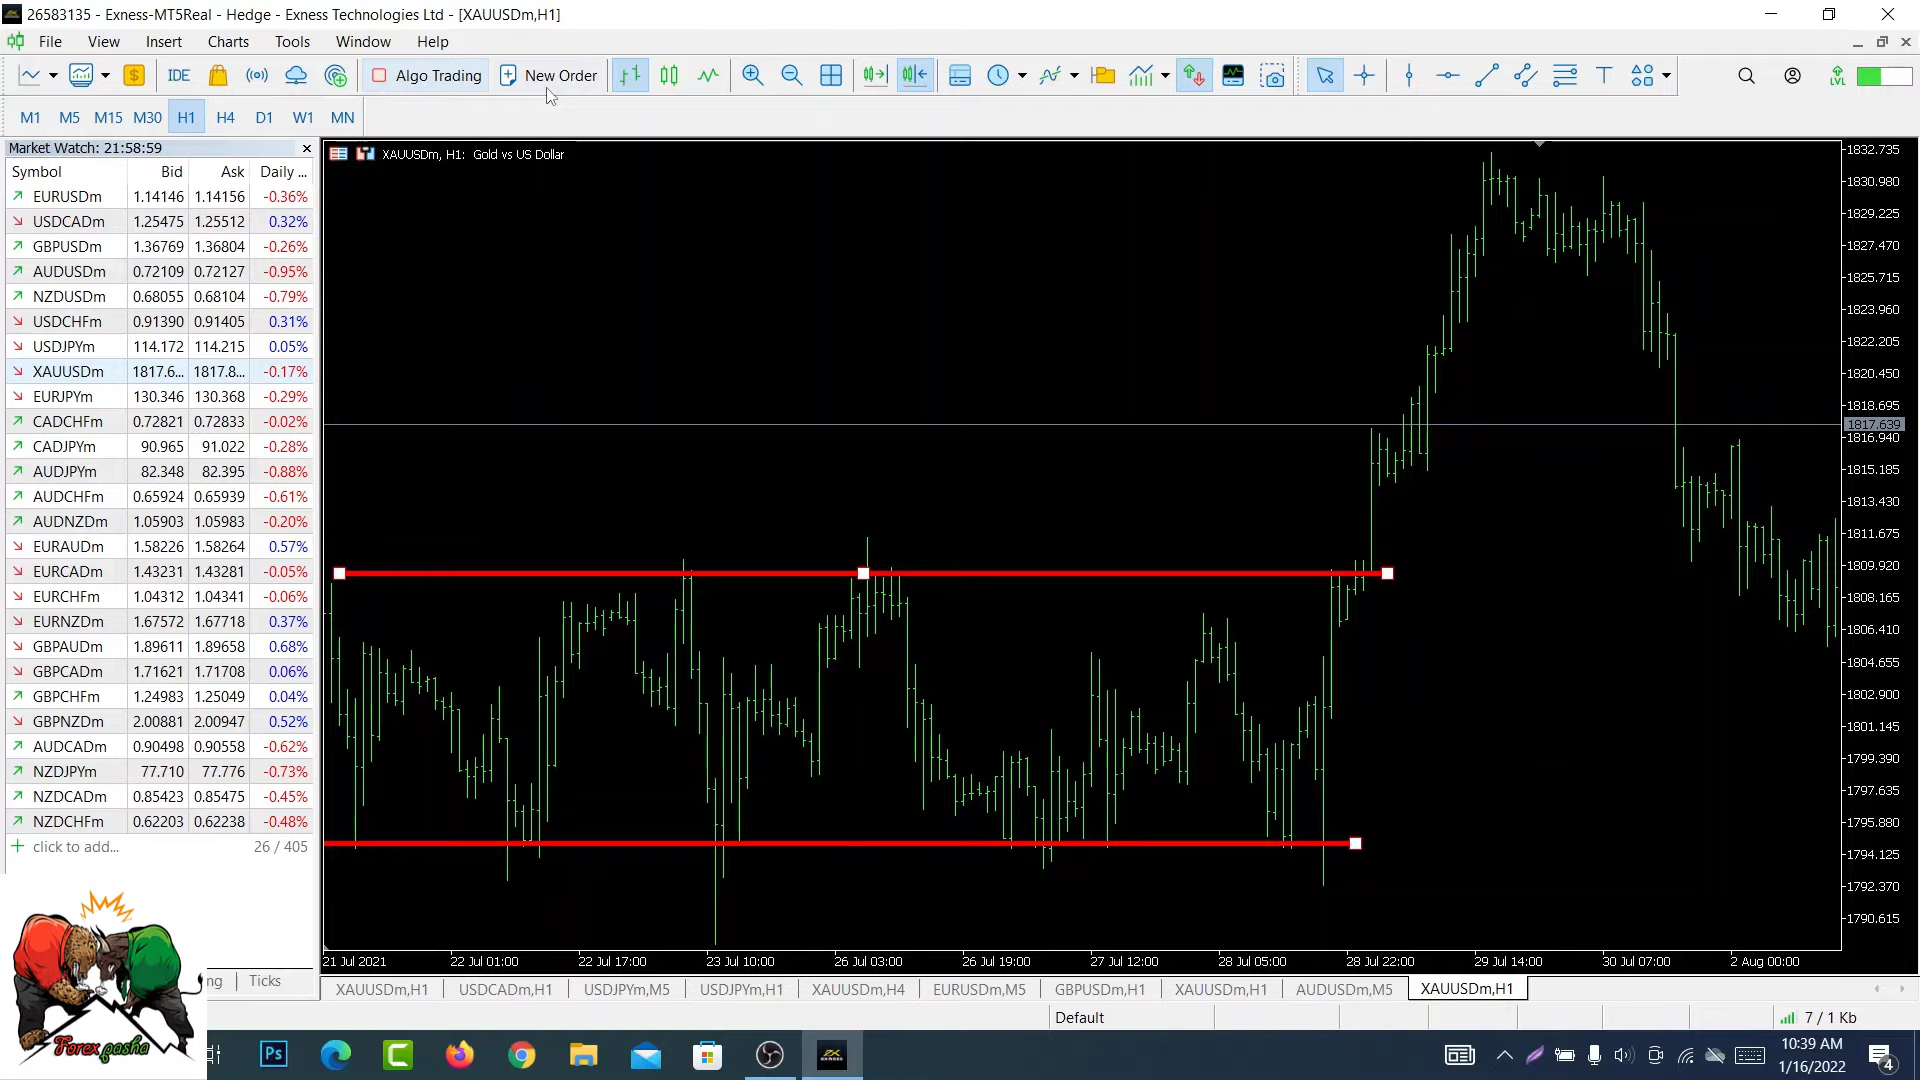 26583135 - Exness-MT5Real - Hedge - Exness Technologies Ltd - [XAUUSDm,H1]
File View Insert Charts Tools Window Help
IDE Algo Trading New Order LVL
M1 M5 M15 M30 H1 H4 D1 W1 MN
Market Watch: 21:58:59
Symbol Bid Ask Daily ...
EURUSDm 1.14146 1.14156 -0.36%
USDCADm 1.25475 1.25512 0.32%
GBPUSDm 1.36769 1.36804 -0.26%
AUDUSDm 0.72109 0.72127 -0.95%
NZDUSDm 0.68055 0.68104 -0.79%
USDCHFm 0.91390 0.91405 0.31%
USDJPYm 114.172 114.215 0.05%
XAUUSDm 1817.6... 1817.8... -0.17%
EURJPYm 130.346 130.368 -0.29%
CADCHFm 0.72821 0.72833 -0.02%
CADJPYm 90.965 91.022 -0.28%
AUDJPYm 82.348 82.395 -0.88%
AUDCHFm 0.65924 0.65939 -0.61%
AUDNZDm 1.05903 1.05983 -0.20%
EURAUDm 1.58226 1.58264 0.57%
EURCADm 1.43231 1.43281 -0.05%
EURCHFm 1.04312 1.04341 -0.06%
EURNZDm 1.67572 1.67718 0.37%
GBPAUDm 1.89611 1.89658 0.68%
GBPCADm 1.71621 1.71708 0.06%
GBPCHFm 1.24983 1.25049 0.04%
GBPNZDm 2.00881 2.00947 0.52%
AUDCADm 0.90498 0.90558 -0.62%
NZDJPYm 77.710 77.776 -0.73%
NZDCADm 0.85423 0.85475 -0.45%
NZDCHFm 0.62203 0.62238 -0.48%
click to add... 26 / 405
ng Ticks
Forex pasha
XAUUSDm, H1: Gold vs US Dollar
1832.735
1830.980
1829.225
1827.470
1825.715
1823.960
1822.205
1820.450
1818.695
1817.639
1816.940
1815.185
1813.430
1811.675
1809.920
1808.165
1806.410
1804.655
1802.900
1801.145
1799.390
1797.635
1795.880
1794.125
1792.370
1790.615
21 Jul 2021 22 Jul 01:00 22 Jul 17:00 23 Jul 10:00 26 Jul 03:00 26 Jul 19:00 27 Jul 12:00 28 Jul 05:00 28 Jul 22:00 29 Jul 14:00 30 Jul 07:00 2 Aug 00:00
XAUUSDm,H1 USDCADm,H1 USDJPYm,M5 USDJPYm,H1 XAUUSDm,H4 EURUSDm,M5 GBPUSDm,H1 XAUUSDm,H1 AUDUSDm,M5 XAUUSDm,H1
Default 7 / 1 Kb
Ps EXNESS
10:39 AM
1/16/2022
4